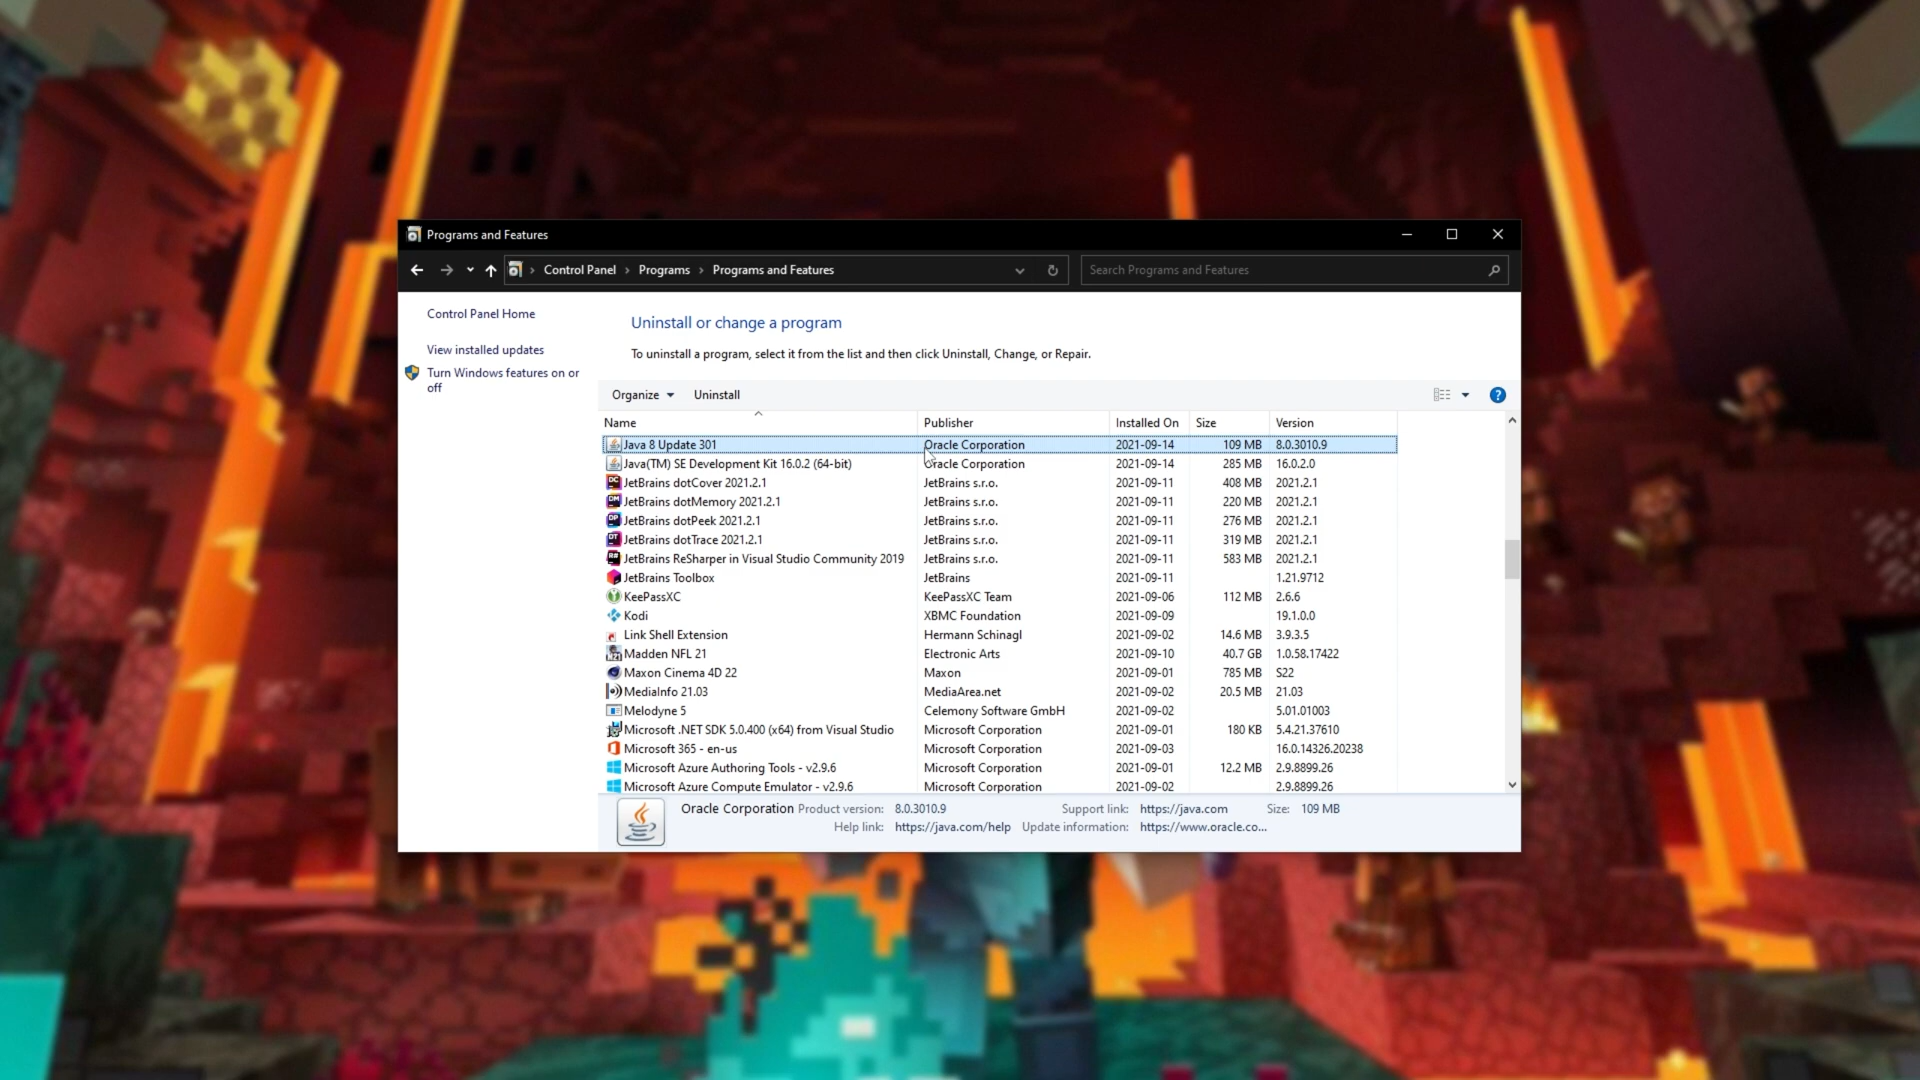 Programs and Features
Control Panel > Programs > Programs and Features
Search Programs and Features
Control Panel Home
View installed updates
Turn Windows features on or
off
Uninstall or change a program
To uninstall a program, select it from the list and then click Uninstall, Change, or Repair.
Organize Uninstall
Name Publisher Installed On Size Version
Java 8 Update 301 Oracle Corporation 2021-09-14 109 MB 8.0.3010.9
Java(TM) SE Development Kit 16.0.2 (64-bit) Oracle Corporation 2021-09-14 285 MB 16.0.2.0
JetBrains dotCover 2021.2.1 JetBrains s.r.o. 2021-09-11 408 MB 2021.2.1
JetBrains dotMemory 2021.2.1 JetBrains s.r.o. 2021-09-11 220 MB 2021.2.1
JetBrains dotPeek 2021.2.1 JetBrains s.r.o. 2021-09-11 276 MB 2021.2.1
JetBrains dotTrace 2021.2.1 JetBrains s.r.o. 2021-09-11 319 MB 2021.2.1
JetBrains ReSharper in Visual Studio Community 2019 JetBrains s.r.o. 2021-09-11 583 MB 2021.2.1
JetBrains Toolbox JetBrains 2021-09-11 1.21.9712
KeePassXC KeePassXC Team 2021-09-06 112 MB 2.6.6
Kodi XBMC Foundation 2021-09-09 19.1.0.0
Link Shell Extension Hermann Schinagl 2021-09-02 14.6 MB 3.9.3.5
Madden NFL 21 Electronic Arts 2021-09-10 40.7 GB 1.0.58.17422
Maxon Cinema 4D 22 Maxon 2021-09-01 785 MB S22
MediaInfo 21.03 MediaArea.net 2021-09-02 20.5 MB 21.03
Melodyne 5 Celemony Software GmbH 2021-09-02 5.01.01003
Microsoft .NET SDK 5.0.400 (x64) from Visual Studio Microsoft Corporation 2021-09-01 180 KB 5.4.21.37610
Microsoft 365 - en-us Microsoft Corporation 2021-09-03 16.0.14326.20238
Microsoft Azure Authoring Tools - v2.9.6 Microsoft Corporation 2021-09-01 12.2 MB 2.9.8899.26
Microsoft Azure Compute Emulator - v2.9.6 Microsoft Corporation 2021-09-02 2.9.8899.26
Oracle Corporation Product version: 8.0.3010.9 Support link: https://java.com Size: 109 MB
Help link: https://java.com/help Update information: https://www.oracle.co...